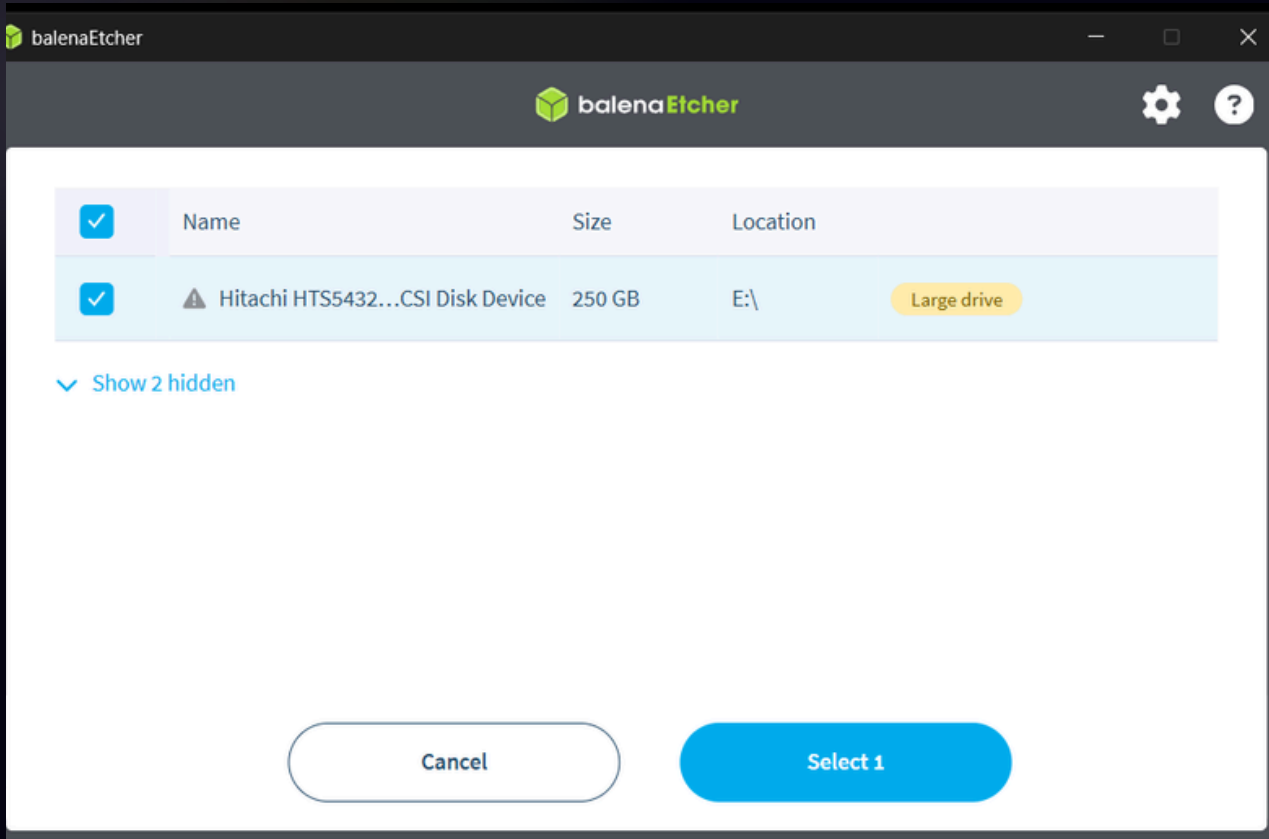 balenaEtcher
balenaEtcher
?
Name Size Location
Hitachi HTS5432...CSI Disk Device 250 GB E:\ Large drive
Show 2 hidden
Cancel Select 1